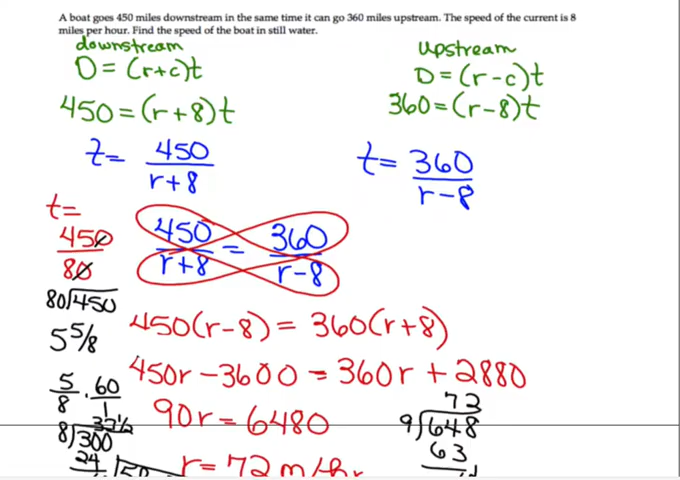 A boat goes 450 miles downstream in the same time it can go 360 miles upstream. The speed of the current is 8
miles per hour. Find the speed of the boat in still water.
downstream
D = (r+c)t
450 = (r+8)t
t = 450
r+8
upstream
D = (r-c)t
360 = (r-8)t
t = 360
r-8
t=
450
80
80)450
5 5/8
5/8 · 60/1
37 1/2
8)300
24
450/r+8 = 360/r-8
450(r-8) = 360(r+8)
450r - 3600 = 360r + 2880
90r = 6480
r = 72 mi/hr
72
9)648
63